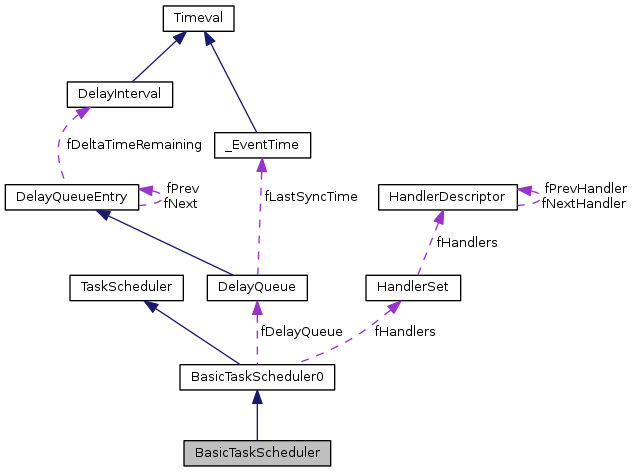 Timeval
DelayInterval
fDeltaTimeRemaining
_EventTime
DelayQueueEntry
fPrev
fNext
fLastSyncTime
HandlerDescriptor
fPrevHandler
fNextHandler
fHandlers
TaskScheduler
DelayQueue
HandlerSet
fDelayQueue
fHandlers
BasicTaskScheduler0
BasicTaskScheduler